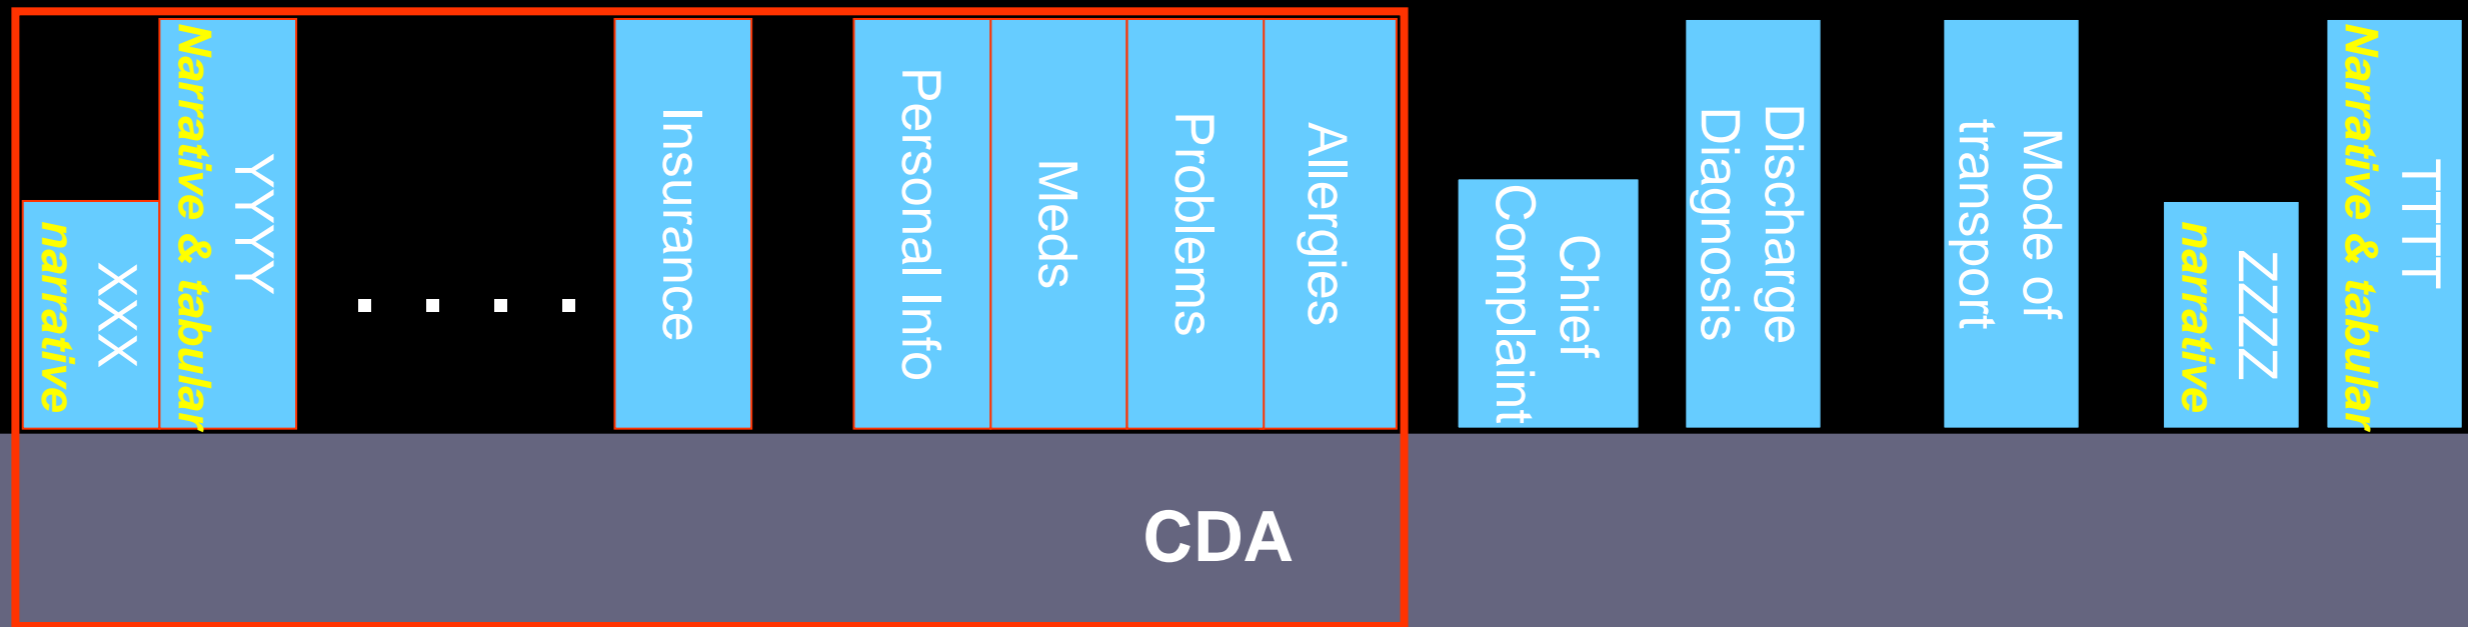 XXX
narrative
YYYY
Narrative & tabular
. . . .
Insurance
Personal Info
Meds
Problems
Allergies
Chief
Complaint
Discharge
Diagnosis
Mode of
transport
ZZZZ
narrative
TTTT
Narrative & tabular
CDA